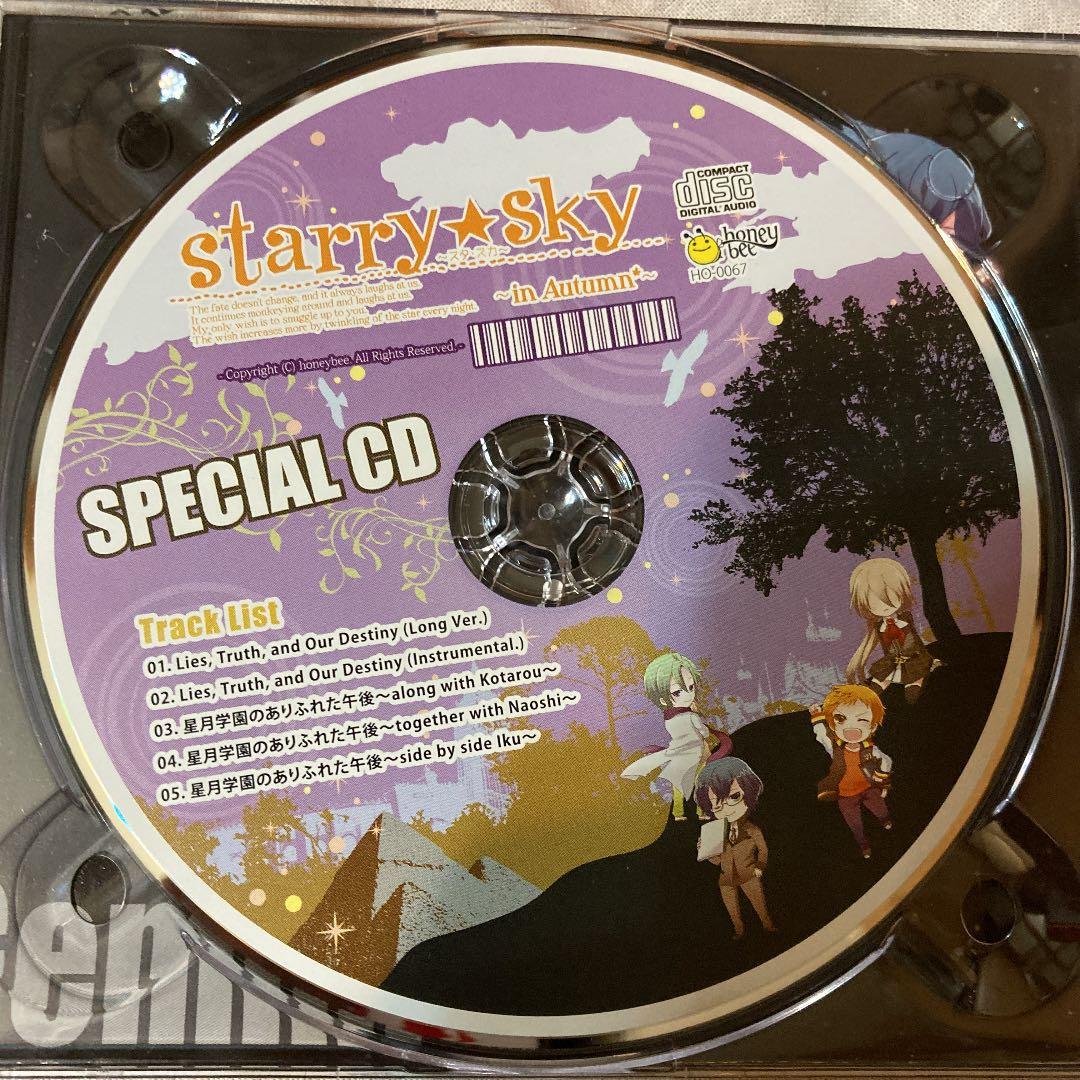 starry★sky
～スタ*スカ～
～in Autumn*～
The fate doesn't change, and it always laughs at us.
It continues monkeying around and laughs at us.
My only wish is to smuggle up to you.
The wish increases more by twinkling of the star every night.
- Copyright (C) honeybee. All Rights Reserved. -
COMPACT
disc
DIGITAL AUDIO
honey
bee
HO-0067
SPECIAL CD
Track List
01. Lies, Truth, and Our Destiny (Long Ver.)
02. Lies, Truth, and Our Destiny (Instrumental.)
03. 星月学園のありふれた午後～along with Kotarou～
04. 星月学園のありふれた午後～together with Naoshi～
05. 星月学園のありふれた午後～side by side Iku～